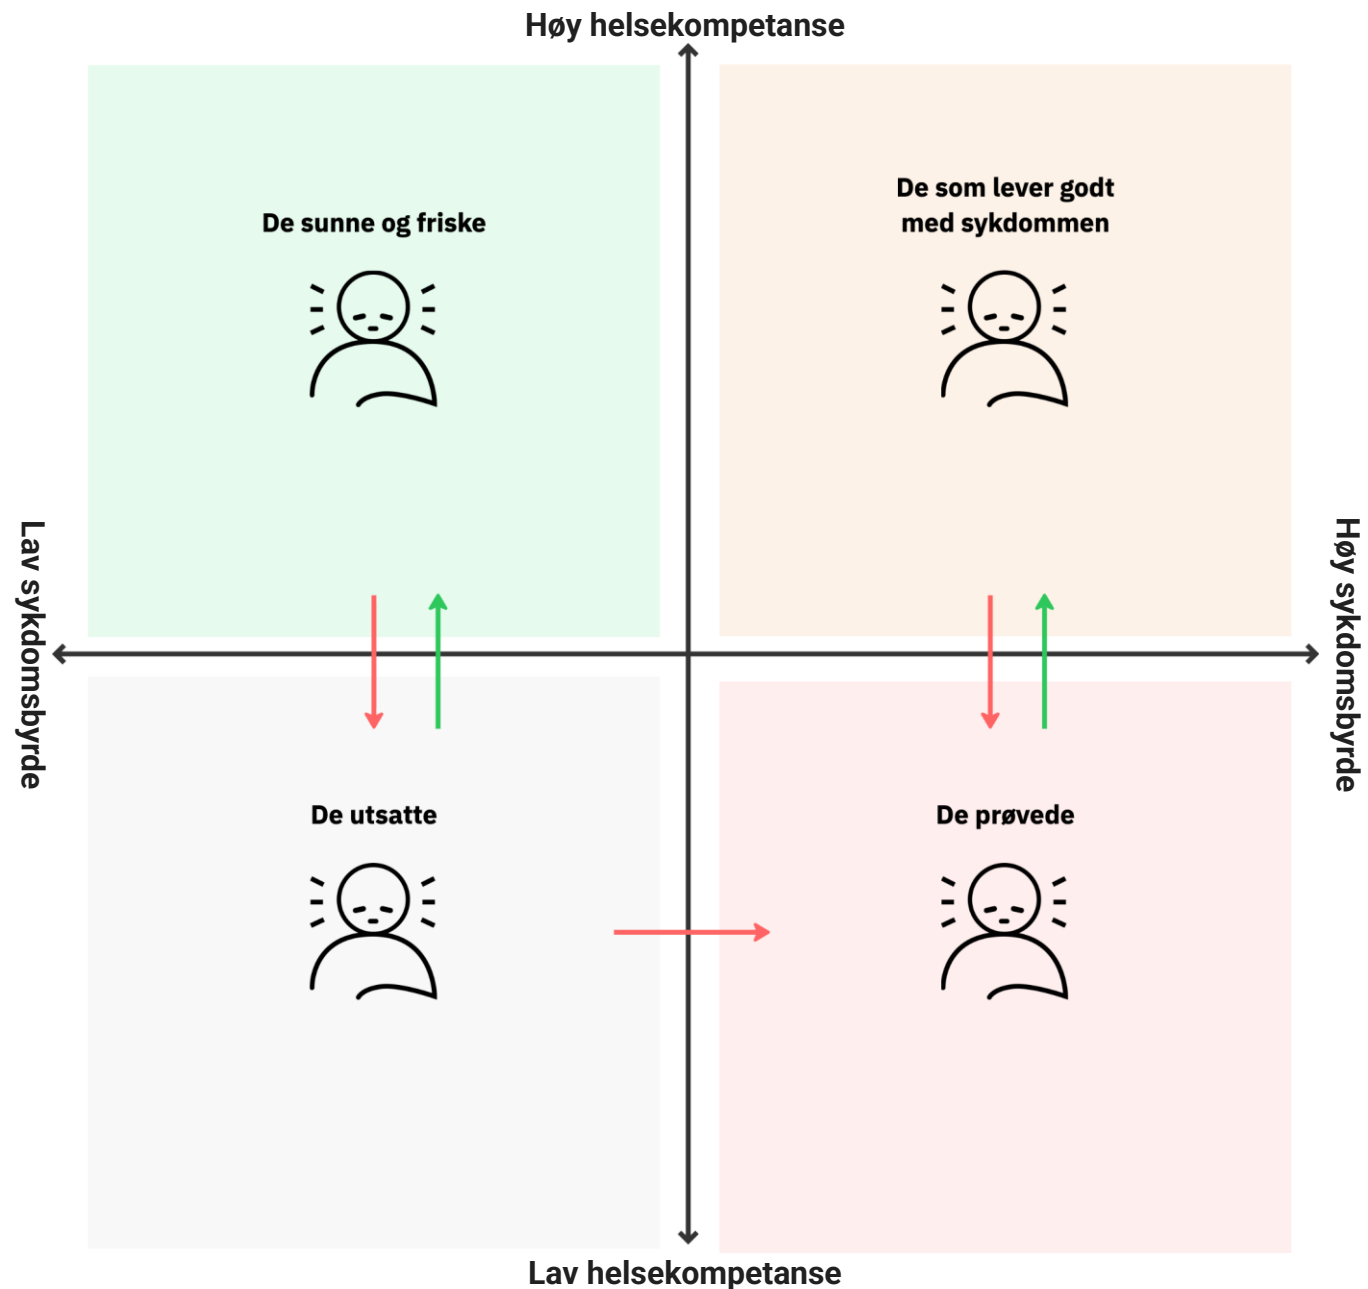 Høy helsekompetanse
De sunne og friske
De som lever godt
med sykdommen
Lav sykdomsbyrde
Høy sykdomsbyrde
De utsatte
De prøvede
Lav helsekompetanse